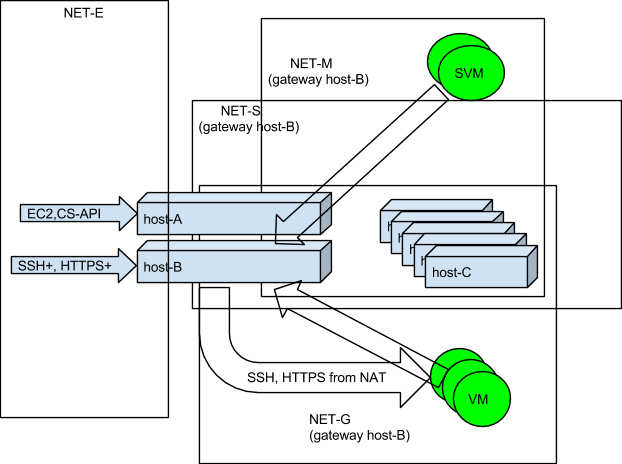 NET-E
NET-M
(gateway host-B)
SVM
NET-S
(gateway host-B)
EC2,CS-API
host-A
SSH+, HTTPS+
host-B
host-C
SSH, HTTPS from NAT
VM
NET-G
(gateway host-B)